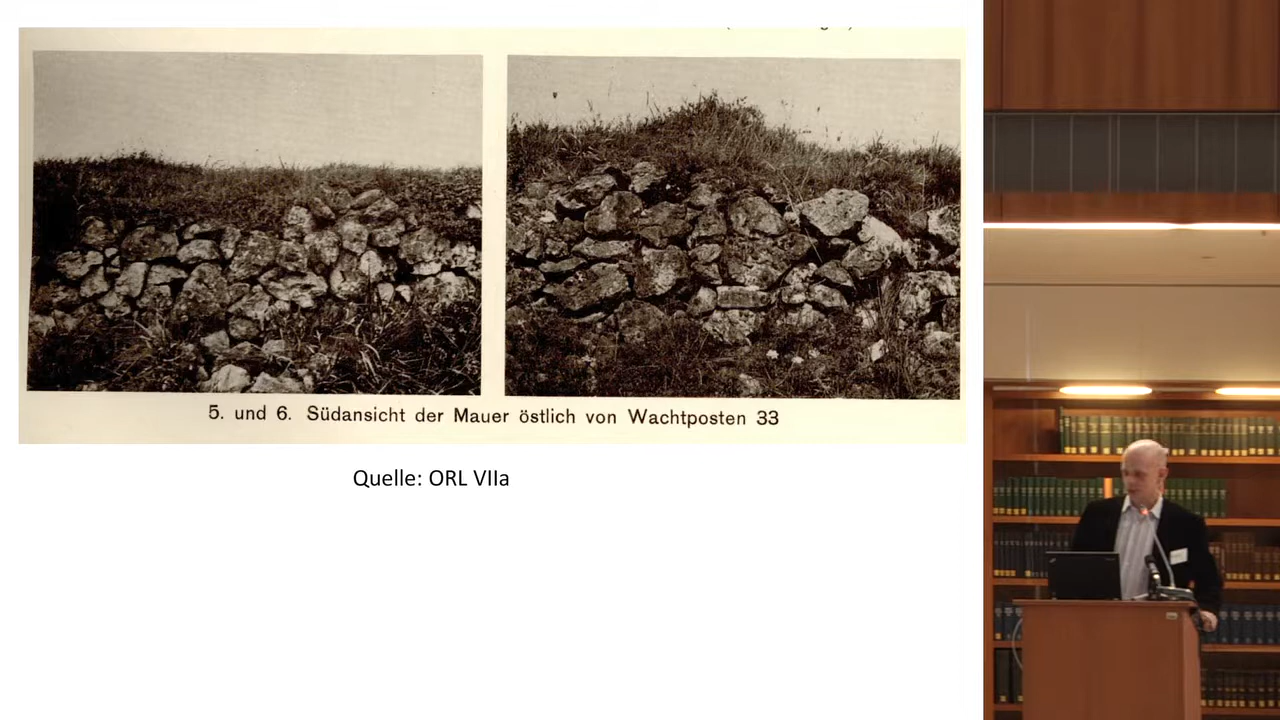 5. und 6. Südansicht der Mauer östlich von Wachtposten 33
Quelle: ORL VIIa